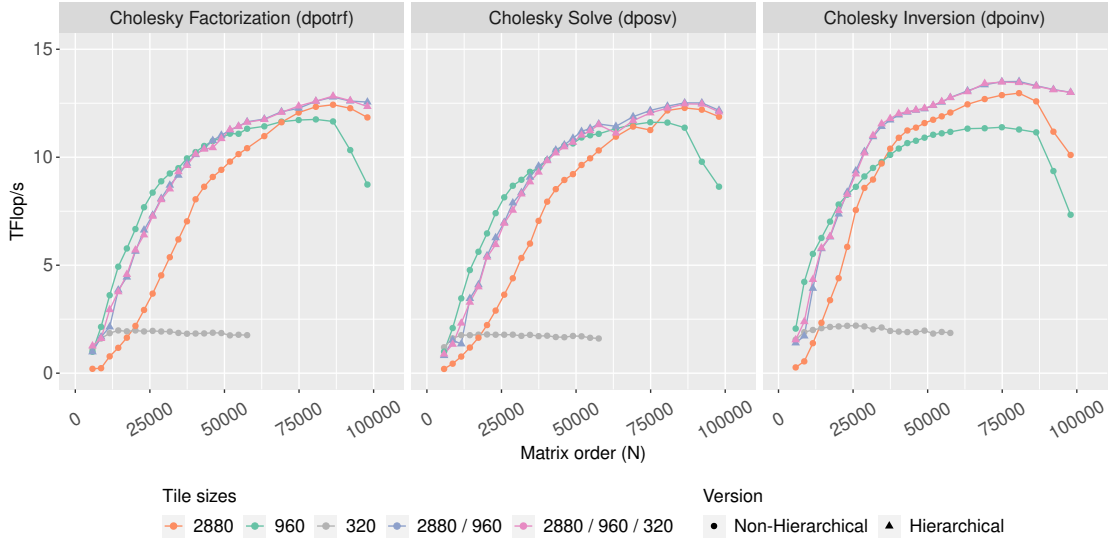 Cholesky Factorization (dpotrf) Cholesky Solve (dposv) Cholesky Inversion (dpoinv)
15
10
5
0
TFlop/s
0 25000 50000 75000 100000 0 25000 50000 75000 100000 0 25000 50000 75000 100000
Matrix order (N)
Tile sizes Version
2880 960 320 2880 / 960 2880 / 960 / 320 Non-Hierarchical Hierarchical